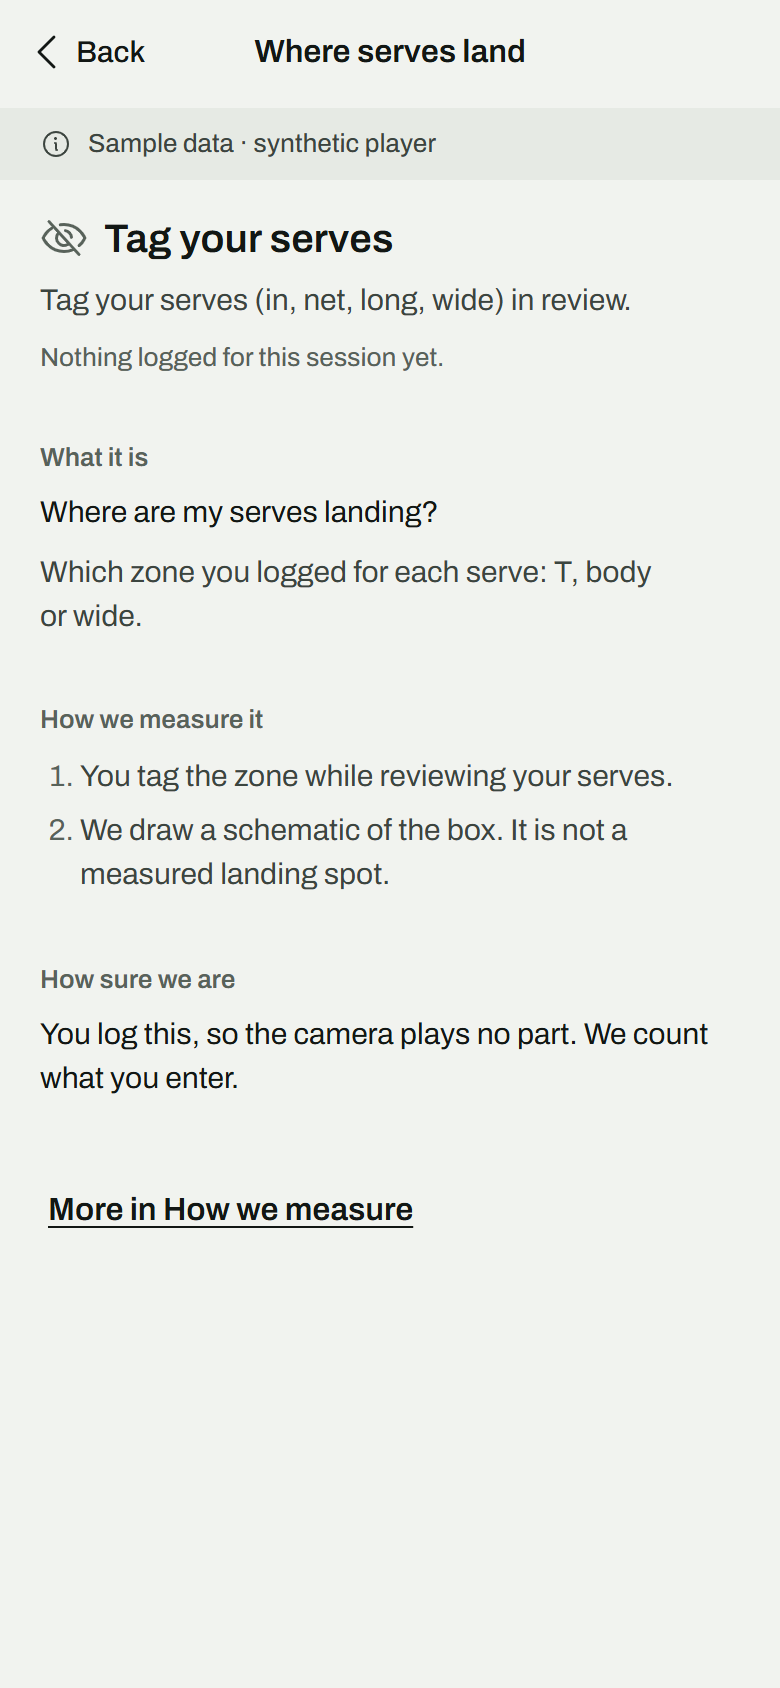 Back
Where serves land
Sample data · synthetic player
Tag your serves
Tag your serves (in, net, long, wide) in review.
Nothing logged for this session yet.
What it is
Where are my serves landing?
Which zone you logged for each serve: T, body
or wide.
How we measure it
1. You tag the zone while reviewing your serves.
2. We draw a schematic of the box. It is not a
measured landing spot.
How sure we are
You log this, so the camera plays no part. We count
what you enter.
More in How we measure